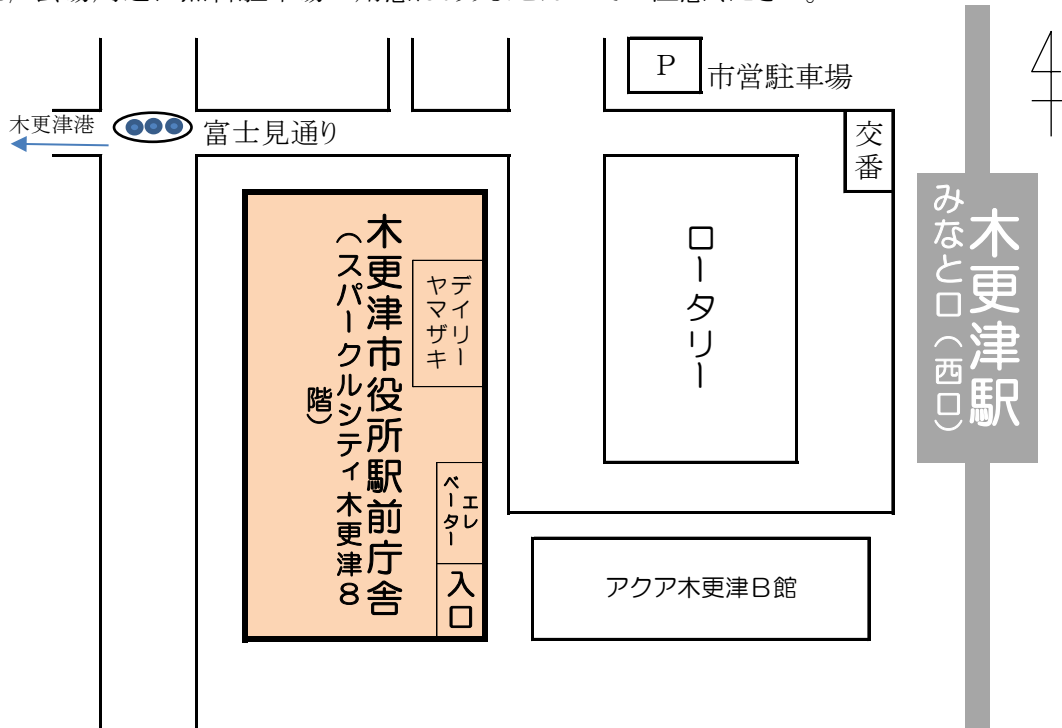 P
市営駐車場
木更津港
富士見通り
交番
木更津駅
みなと口(西口)
木更津市役所駅前庁舎
(スパークルシティ木更津8
階)
デイリー
ヤマザキ
ロータリー
エレ
ベーター
入口
アクア木更津B館